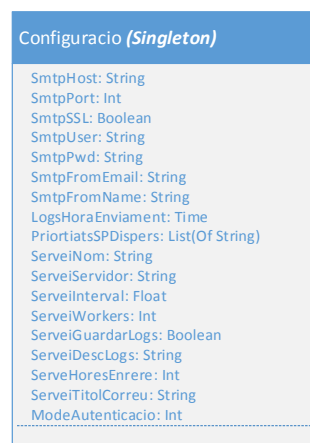 Configuracio (Singleton)
SmtpHost: String
SmtpPort: Int
SmtpSSL: Boolean
SmtpUser: String
SmtpPwd: String
SmtpFromEmail: String
SmtpFromName: String
LogsHoraEnviament: Time
PriortiatsSPDispers: List(Of String)
ServeiNom: String
ServeiServidor: String
ServeiInterval: Float
ServeiWorkers: Int
ServeiGuardarLogs: Boolean
ServeiDescLogs: String
ServeHoresEnrere: Int
ServeiTitolCorreu: String
ModeAutenticacio: Int